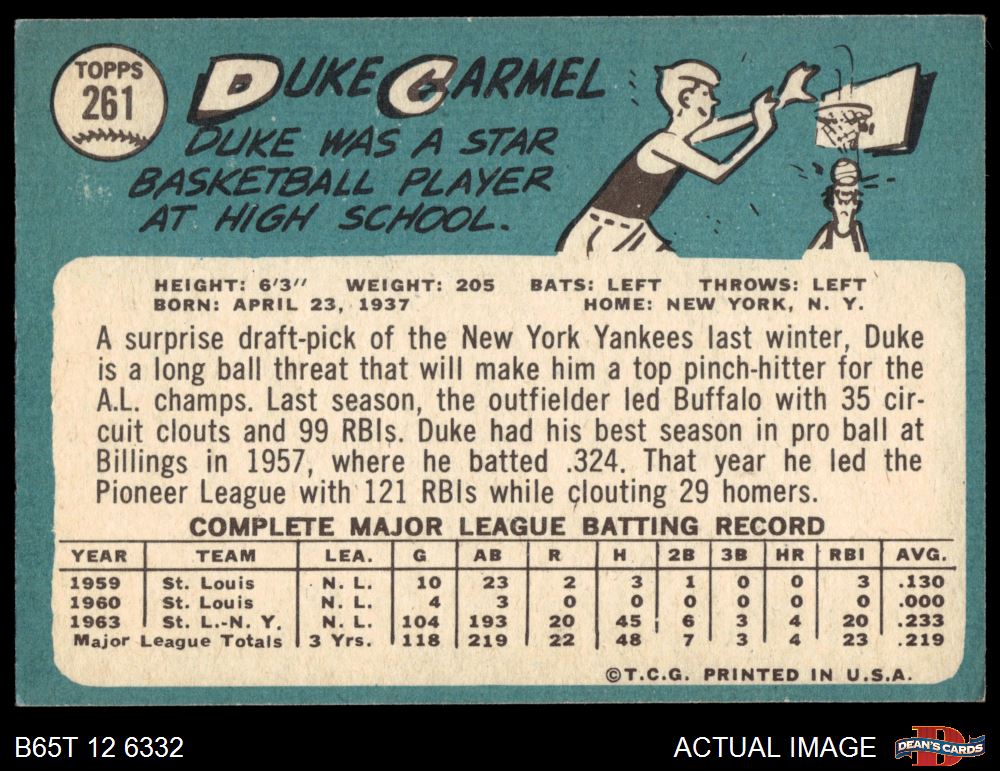 TOPPS
261
DUKE CARMEL
DUKE WAS A STAR
BASKETBALL PLAYER
AT HIGH SCHOOL.
HEIGHT: 6'3" WEIGHT: 205 BATS: LEFT THROWS: LEFT
BORN: APRIL 23, 1937 HOME: NEW YORK, N. Y.
A surprise draft-pick of the New York Yankees last winter, Duke
is a long ball threat that will make him a top pinch-hitter for the
A.L. champs. Last season, the outfielder led Buffalo with 35 cir-
cuit clouts and 99 RBIs. Duke had his best season in pro ball at
Billings in 1957, where he batted .324. That year he led the
Pioneer League with 121 RBIs while clouting 29 homers.
COMPLETE MAJOR LEAGUE BATTING RECORD
YEAR TEAM LEA. G AB R H 2B 3B HR RBI AVG.
1959 St. Louis N. L. 10 23 2 3 1 0 0 3 .130
1960 St. Louis N. L. 4 3 0 0 0 0 0 0 .000
1963 St. L.-N. Y. N. L. 104 193 20 45 6 3 4 20 .233
Major League Totals 3 Yrs. 118 219 22 48 7 3 4 23 .219
©T.C.G. PRINTED IN U.S.A.
B65T 12 6332 ACTUAL IMAGE DEAN'S CARDS